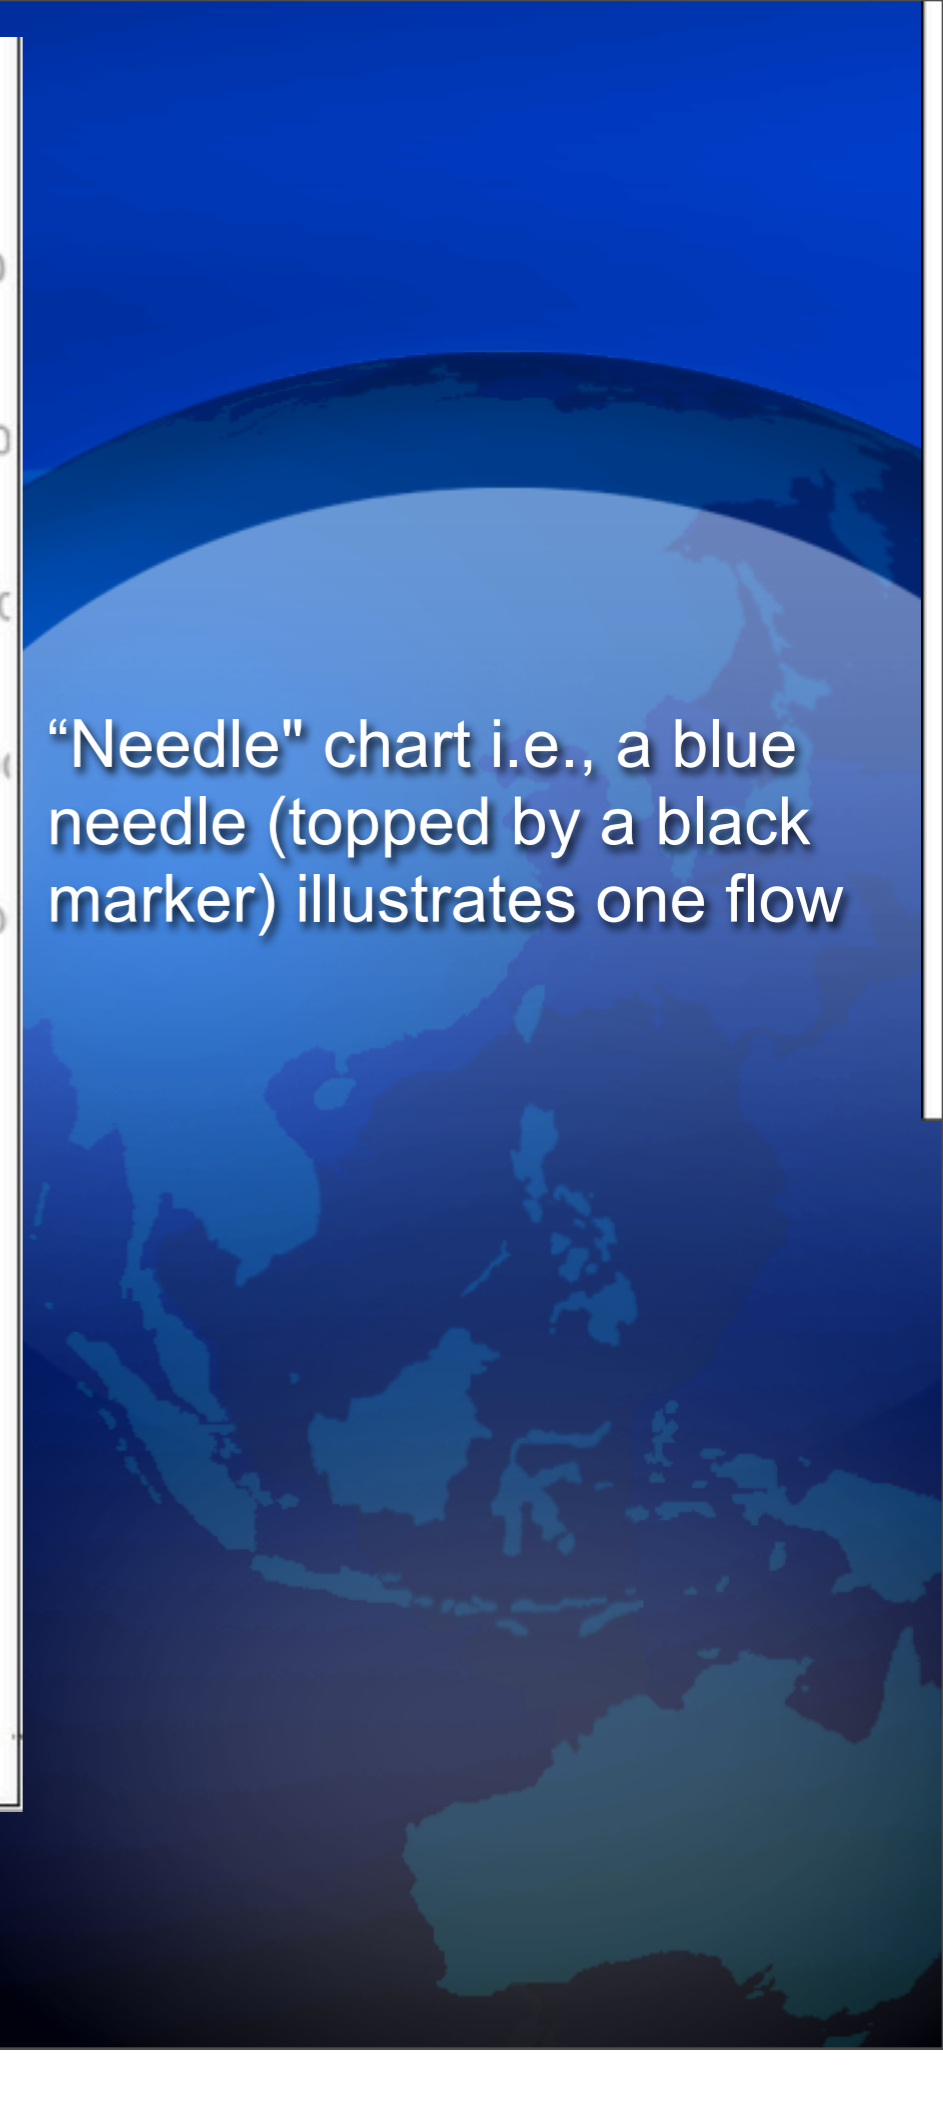 “Needle" chart i.e., a blue
needle (topped by a black
marker) illustrates one flow